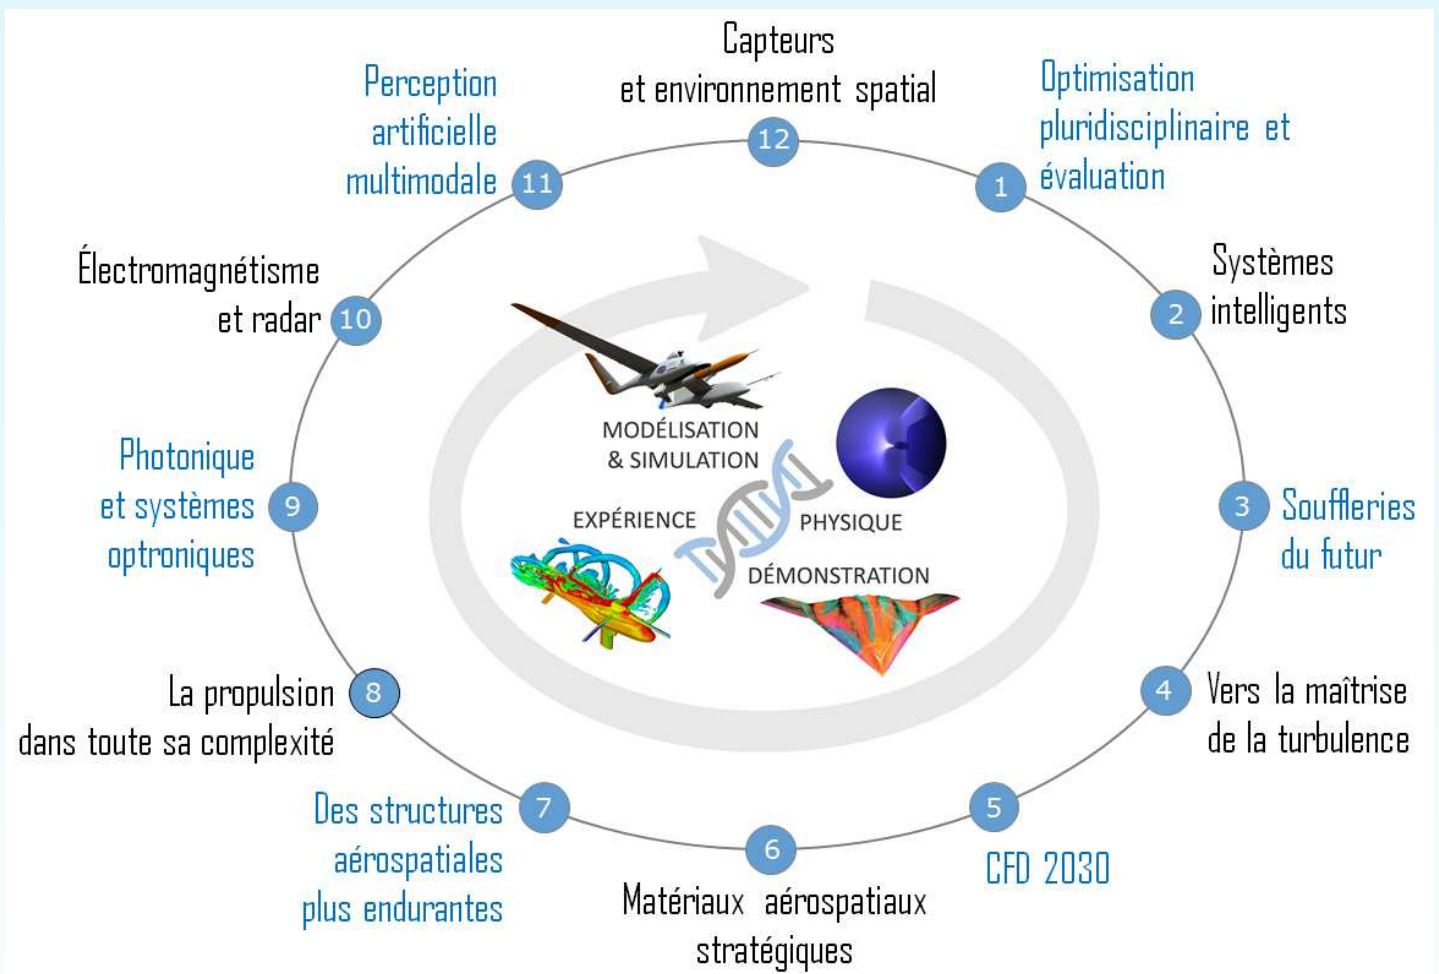 Capteurs
et environnement spatial
12
Optimisation
pluridisciplinaire et
évaluation
1
Systèmes
intelligents
2
Souffleries
du futur
3
Vers la maîtrise
de la turbulence
4
CFD 2030
5
Matériaux aérospatiaux
stratégiques
6
Des structures
aérospatiales
plus endurantes
7
La propulsion
dans toute sa complexité
8
Photonique
et systèmes
optroniques
9
Électromagnétisme
et radar
10
Perception
artificielle
multimodale
11
MODÉLISATION
& SIMULATION
EXPÉRIENCE
PHYSIQUE
DÉMONSTRATION